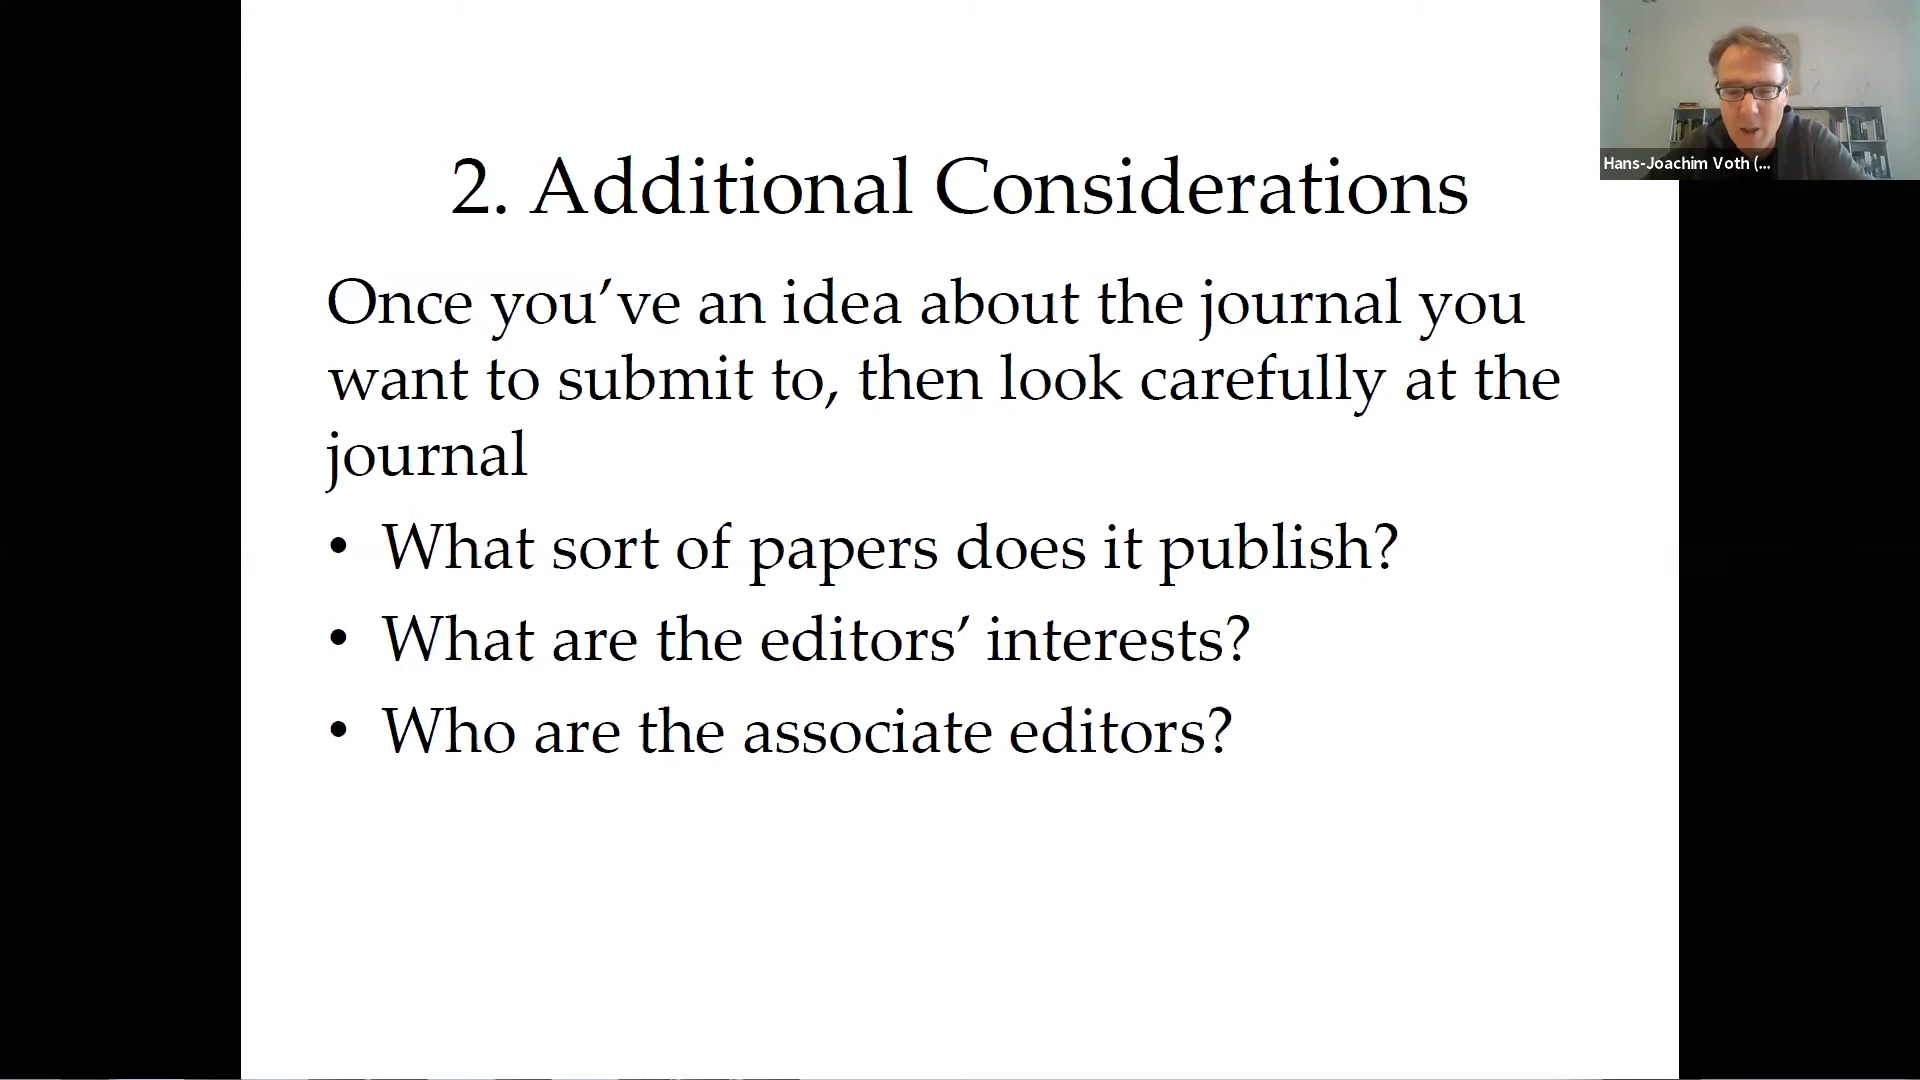 2. Additional Considerations
Once you’ve an idea about the journal you
want to submit to, then look carefully at the
journal
• What sort of papers does it publish?
• What are the editors’ interests?
• Who are the associate editors?
Hans-Joachim Voth (...